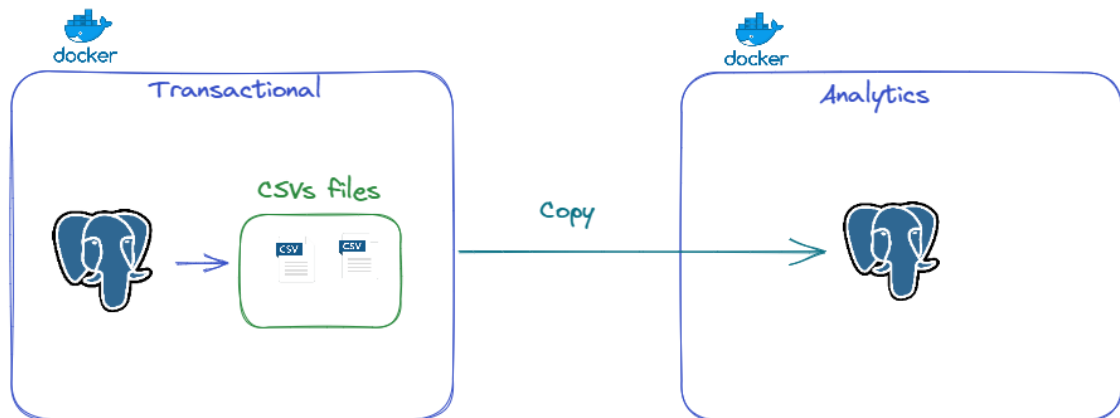 docker
docker
Transactional
Analytics
CSVs files
CSV
CSV
Copy